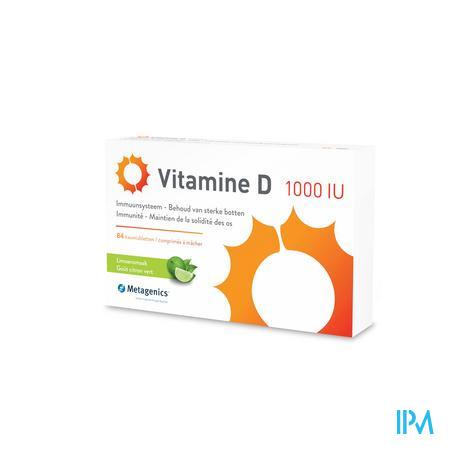 Vitamine D 1000 IU
Immuunsysteem - Behoud van sterke botten
Immunité - Maintien de la solidité des os
84 kauwtabletten / comprimés à mâcher
Limoensmaak
Goût citron vert
Metagenics
IPM